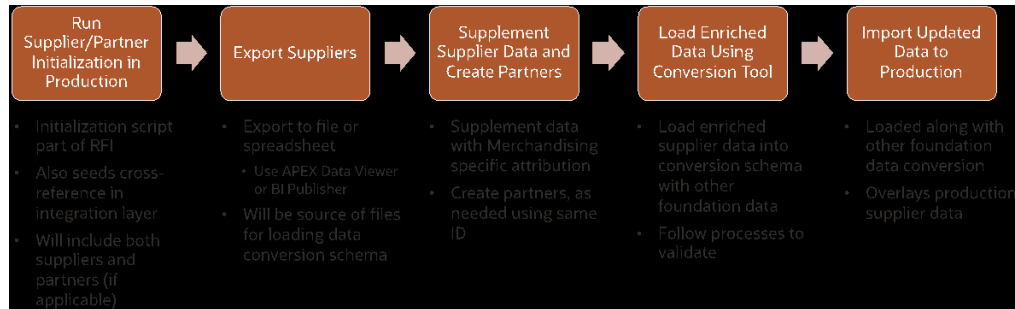 Run
Supplier/Partner
Initialization in
Production
Export Suppliers
Supplement
Supplier Data and
Create Partners
Load Enriched
Data Using
Conversion Tool
Import Updated
Data to
Production
• Initialization script
part of RFI
• Also seeds cross-
reference in
integration layer
• Will include both
suppliers and
partners (if
applicable)
• Export to file or
spreadsheet
• Use APEX Data Viewer
or BI Publisher
• Will be source of files
for loading data
conversion schema
• Supplement data
with Merchandising
specific attribution
• Create partners, as
needed using same
ID
• Load enriched
supplier data into
conversion schema
with other
foundation data
• Follow processes to
validate
• Loaded along with
other foundation
data conversion
• Overlays production
supplier data